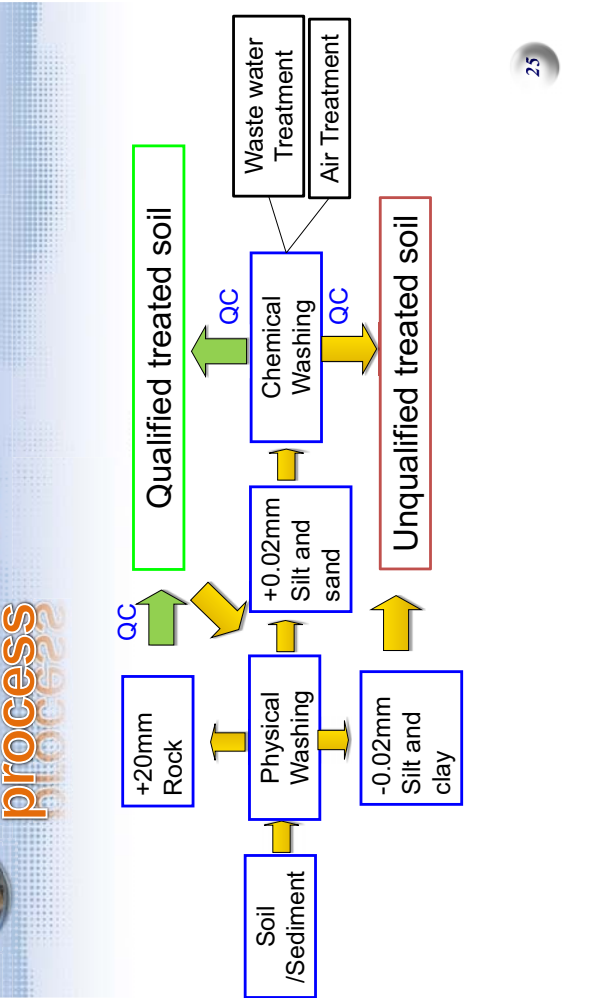 process
Soil
/Sediment
Physical
Washing
+20mm
Rock
-0.02mm
Silt and
clay
QC
+0.02mm
Silt and
sand
Chemical
Washing
QC
QC
Qualified treated soil
Unqualified treated soil
Waste water
Treatment
Air Treatment
25